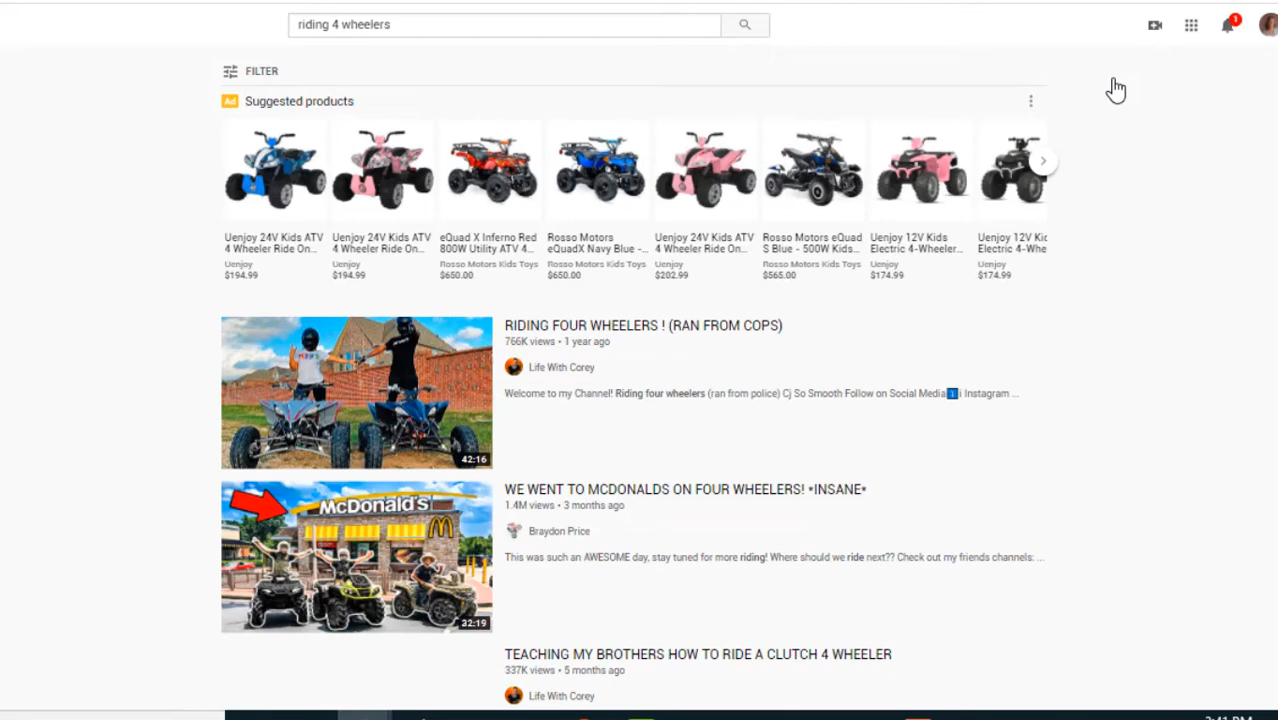 riding 4 wheelers
1
FILTER
Ad Suggested products
Uenjoy 24V Kids ATV
4 Wheeler Ride On...
Uenjoy
$194.99
Uenjoy 24V Kids ATV
4 Wheeler Ride On...
Uenjoy
$194.99
eQuad X Inferno Red
800W Utility ATV 4...
Rosso Motors Kids Toys
$650.00
Rosso Motors
eQuadX Navy Blue -...
Rosso Motors Kids Toys
$650.00
Uenjoy 24V Kids ATV
4 Wheeler Ride On...
Uenjoy
$202.99
Rosso Motors eQuad
S Blue - 500W Kids...
Rosso Motors Kids Toys
$565.00
Uenjoy 12V Kids
Electric 4-Wheeler...
Uenjoy
$174.99
Uenjoy 12V Kid
Electric 4-Whe
Uenjoy
$174.99
RIDING FOUR WHEELERS ! (RAN FROM COPS)
766K views • 1 year ago
Life With Corey
Welcome to my Channel! Riding four wheelers (ran from police) Cj So Smooth Follow on Social Media i Instagram ...
42:16
WE WENT TO MCDONALDS ON FOUR WHEELERS! *INSANE*
1.4M views • 3 months ago
Braydon Price
This was such an AWESOME day, stay tuned for more riding! Where should we ride next?? Check out my friends channels: ...
McDonald's
32:19
TEACHING MY BROTHERS HOW TO RIDE A CLUTCH 4 WHEELER
337K views • 5 months ago
Life With Corey